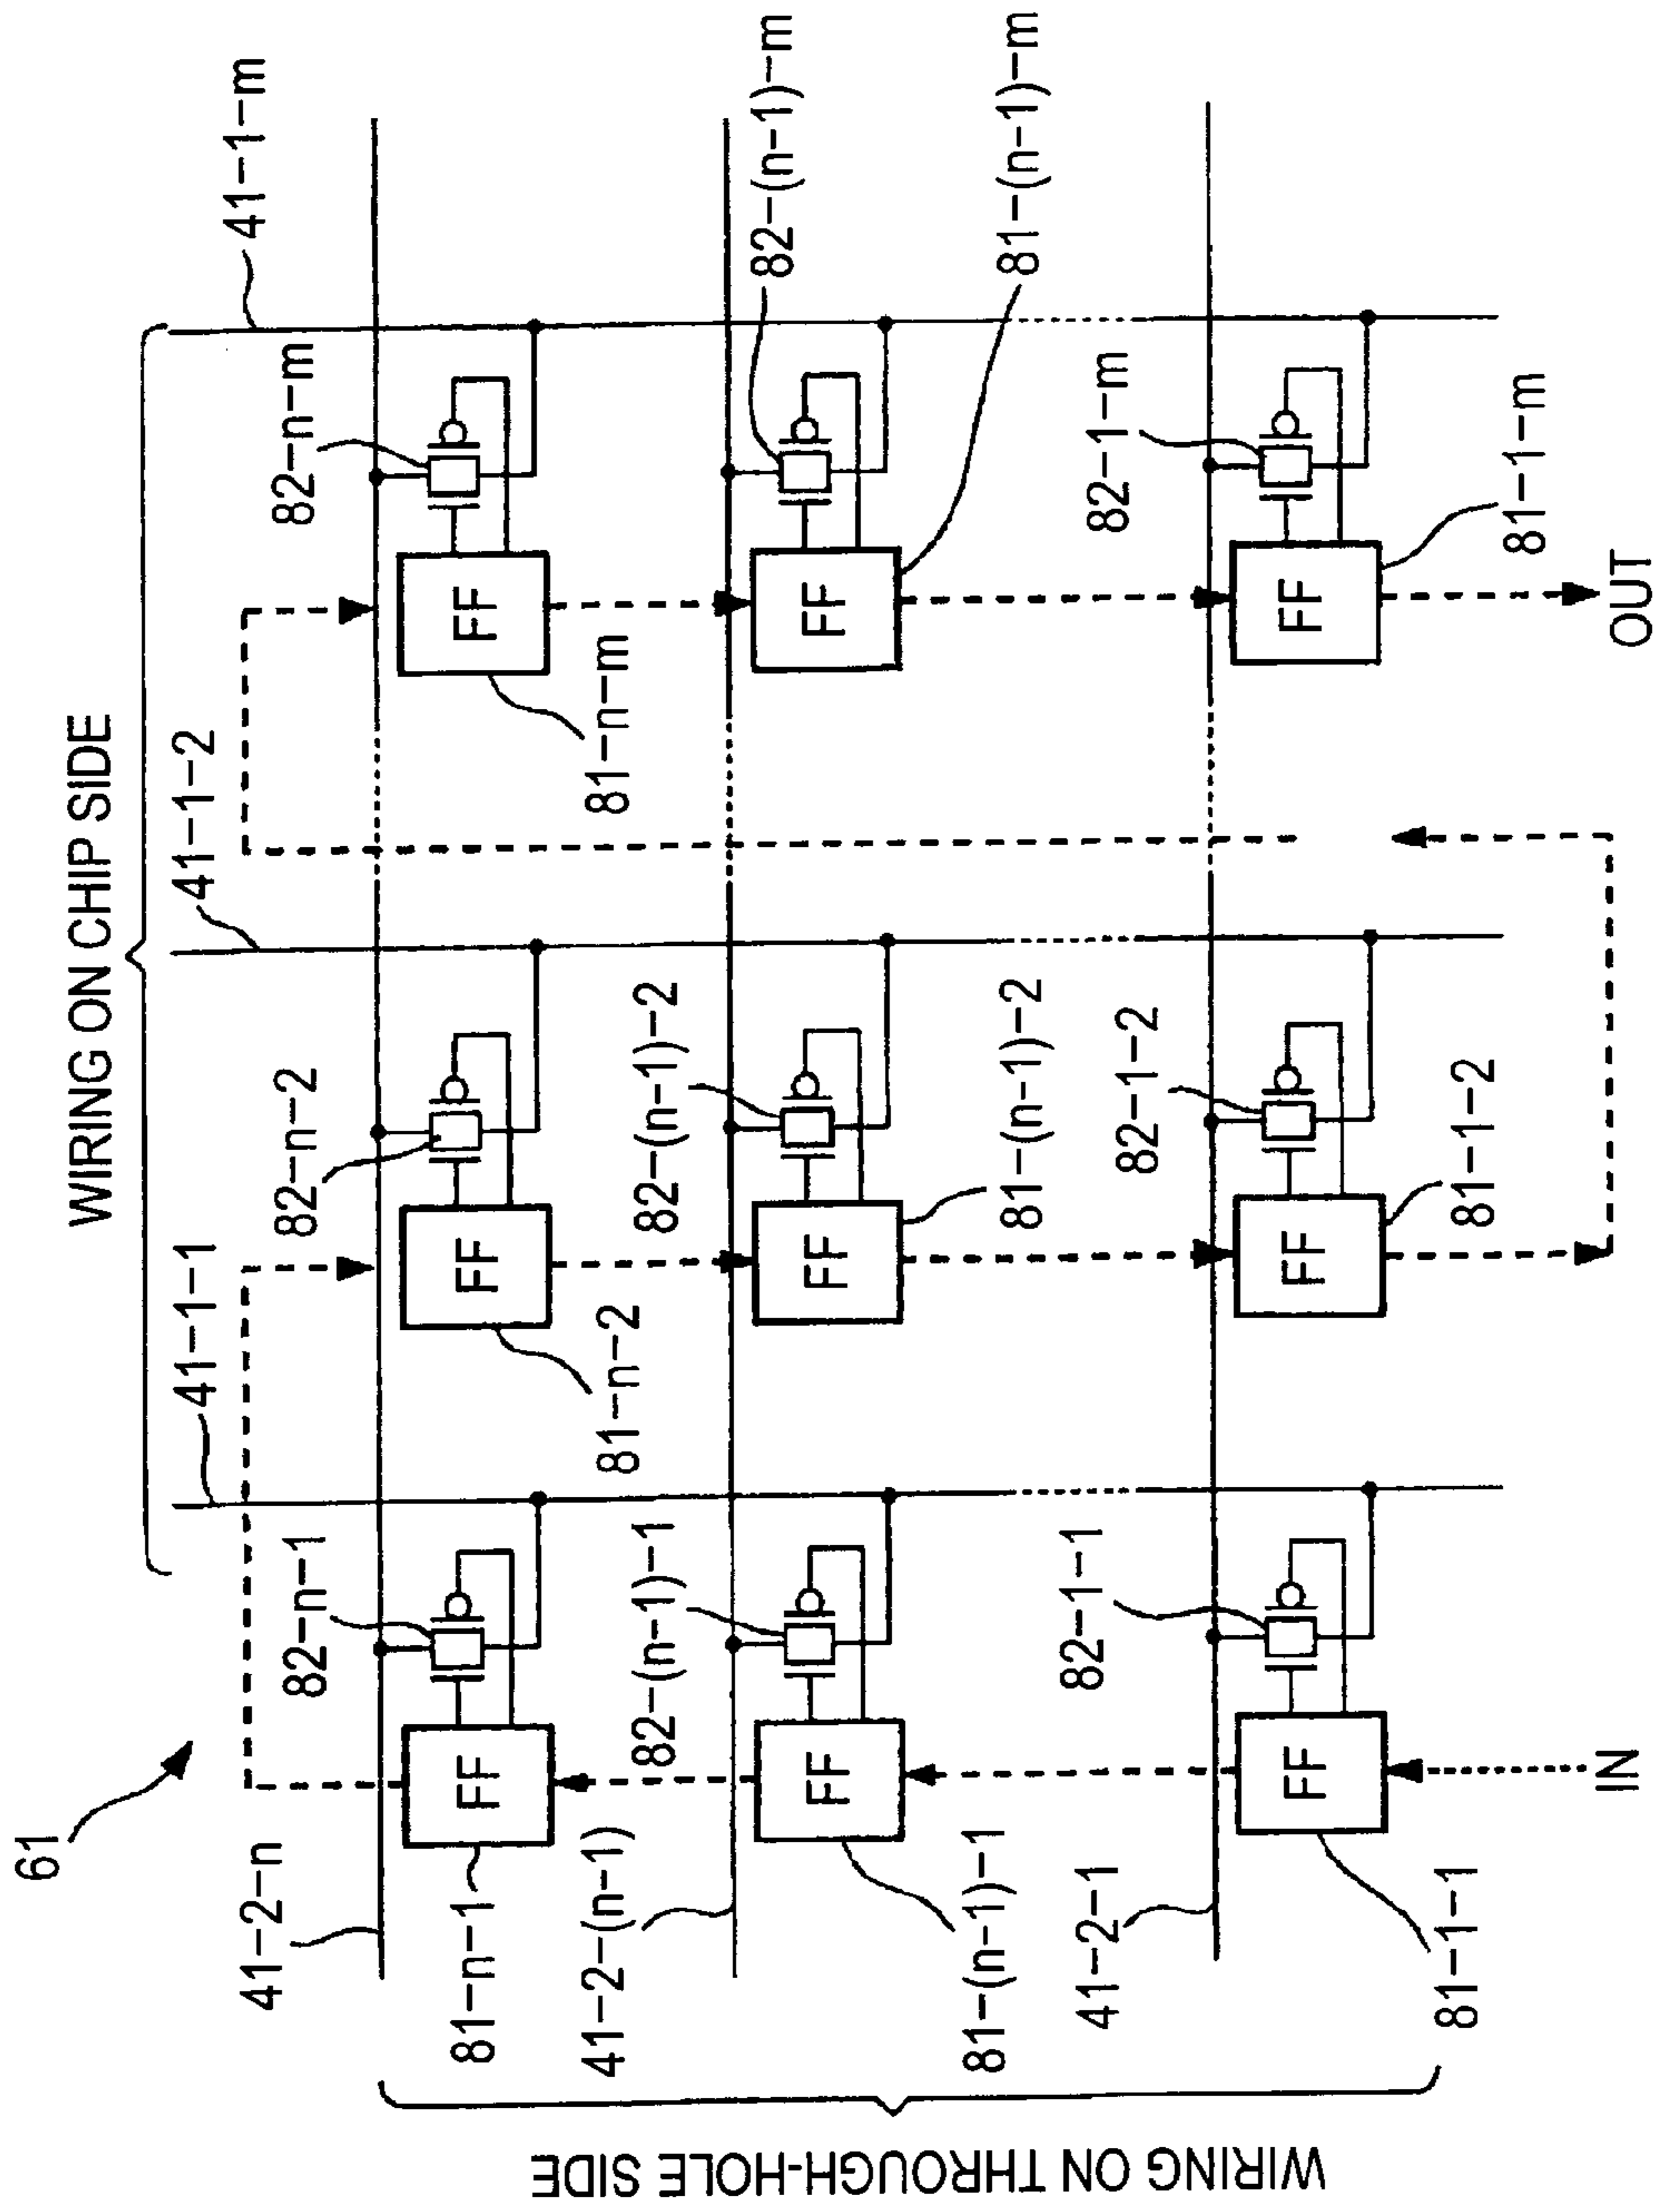 61
WIRING ON CHIP SIDE
41-1-1
41-1-2
41-1-m
41-2-n
82-n-1
82-n-2
82-n-m
FF
FF
FF
81-n-1
81-n-2
81-n-m
41-2-(n-1)
82-(n-1)-1
82-(n-1)-2
82-(n-1)-m
FF
FF
FF
81-(n-1)-1
81-(n-1)-2
81-(n-1)-m
41-2-1
82-1-1
82-1-2
82-1-m
FF
FF
FF
81-1-1
81-1-2
81-1-m
IN
OUT
WIRING ON THROUGH-HOLE SIDE